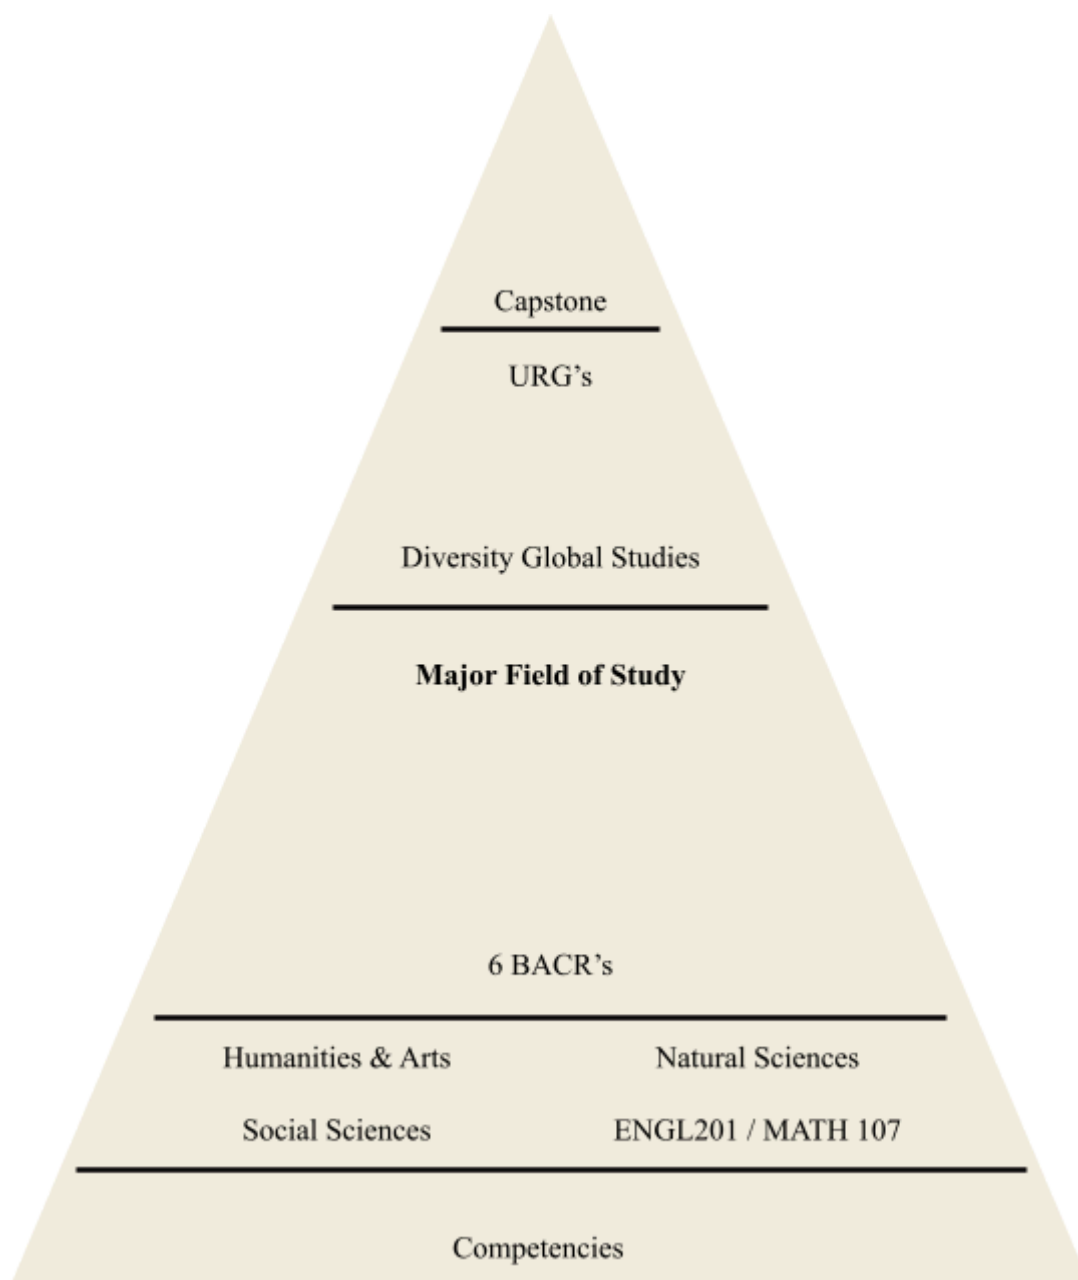 Capstone
URG’s
Diversity Global Studies
Major Field of Study
6 BACR’s
Humanities & Arts Natural Sciences
Social Sciences ENGL201 / MATH 107
Competencies